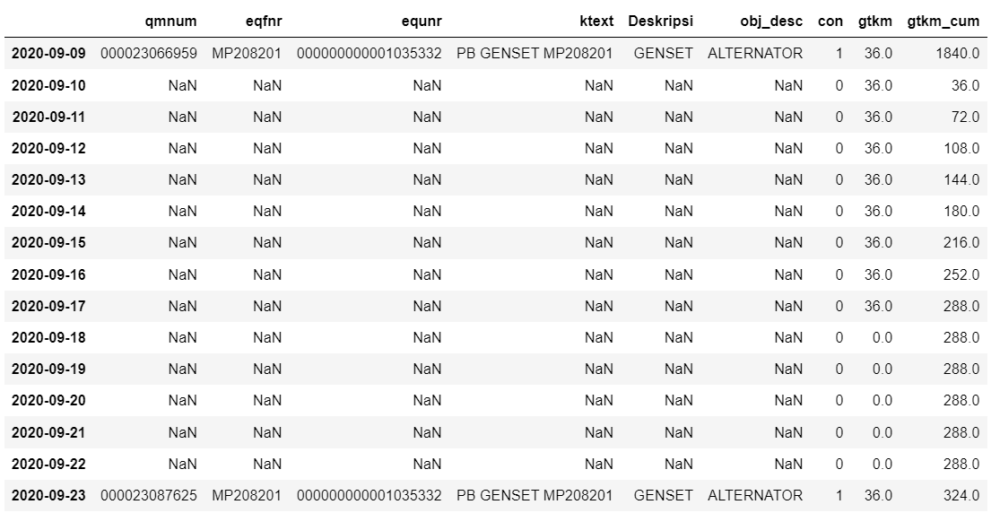 qmnum eqfnr equnr ktext Deskripsi obj_desc con gtkm gtkm_cum
2020-09-09 000023066959 MP208201 000000000001035332 PB GENSET MP208201 GENSET ALTERNATOR 1 36.0 1840.0
2020-09-10 NaN NaN NaN NaN NaN NaN 0 36.0 36.0
2020-09-11 NaN NaN NaN NaN NaN NaN 0 36.0 72.0
2020-09-12 NaN NaN NaN NaN NaN NaN 0 36.0 108.0
2020-09-13 NaN NaN NaN NaN NaN NaN 0 36.0 144.0
2020-09-14 NaN NaN NaN NaN NaN NaN 0 36.0 180.0
2020-09-15 NaN NaN NaN NaN NaN NaN 0 36.0 216.0
2020-09-16 NaN NaN NaN NaN NaN NaN 0 36.0 252.0
2020-09-17 NaN NaN NaN NaN NaN NaN 0 36.0 288.0
2020-09-18 NaN NaN NaN NaN NaN NaN 0 0.0 288.0
2020-09-19 NaN NaN NaN NaN NaN NaN 0 0.0 288.0
2020-09-20 NaN NaN NaN NaN NaN NaN 0 0.0 288.0
2020-09-21 NaN NaN NaN NaN NaN NaN 0 0.0 288.0
2020-09-22 NaN NaN NaN NaN NaN NaN 0 0.0 288.0
2020-09-23 000023087625 MP208201 000000000001035332 PB GENSET MP208201 GENSET ALTERNATOR 1 36.0 324.0